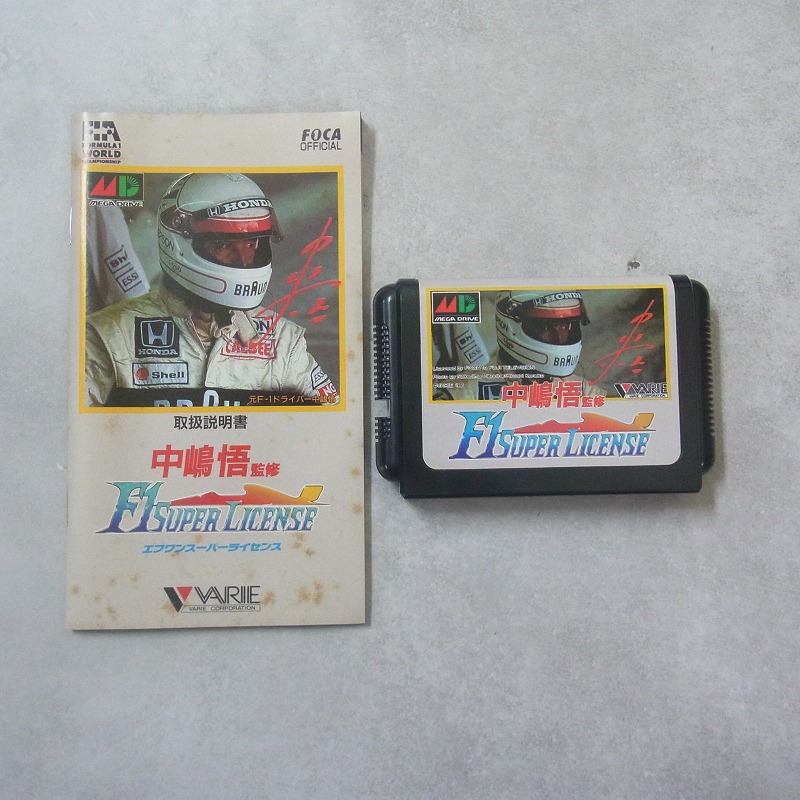 FIA
FORMULA 1
WORLD
CHAMPIONSHIP
FOCA
OFFICIAL
MD
MEGA DRIVE
HONDA
BRAUN
HONDA
Shell
元F-1ドライバー中嶋悟
取扱説明書
中嶋悟監修
F1 SUPER LICENSE
エフワンスーパーライセンス
VARIE
VARIE CORPORATION
MD
MEGA DRIVE
HONDA
BRAUN
VARIE
VARIE CORPORATION
中嶋悟監修
F1 SUPER LICENSE